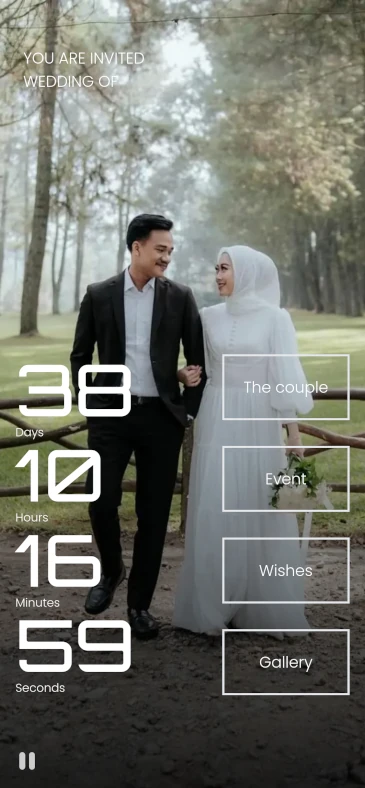 YOU ARE INVITED
WEDDING OF
38
Days
10
Hours
16
Minutes
59
Seconds
The couple
Event
Wishes
Gallery